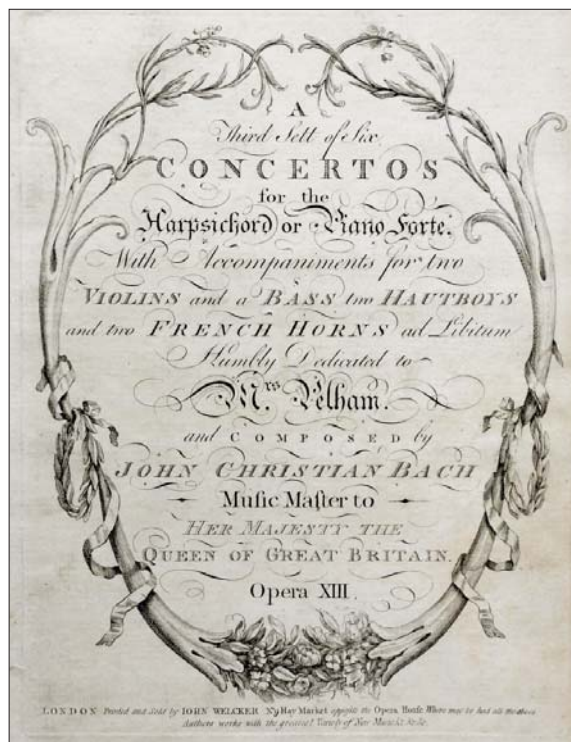 A
Third Sett of Six
CONCERTOS
for the
Harpsichord or Piano Forte.
With Accompaniments for two
VIOLINS and a BASS two HAUTBOYS
and two FRENCH HORNS ad Libitum
Humbly Dedicated to
Mrs Pelham.
and COMPOSED by
JOHN CHRISTIAN BACH
Muſic Maſter to
HER MAJESTY THE
QUEEN OF GREAT BRITAIN.
Opera XIII.
LONDON Printed and Sold by JOHN WELCKER No 9 Hay Market oppoſite the Opera Houſe Where may be had all the above
Authors works with the greatest Variety of New Music &c. &c.